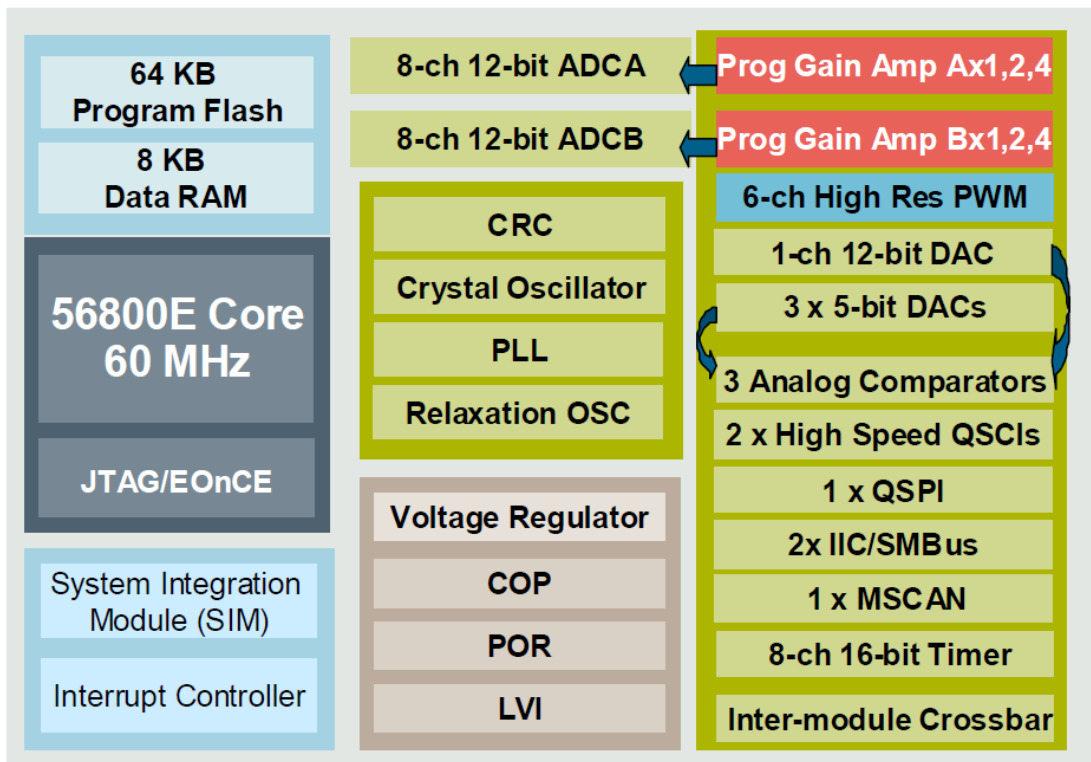 64 KB
Program Flash
8 KB
Data RAM
56800E Core
60 MHz
JTAG/EOnCE
System Integration
Module (SIM)
Interrupt Controller
8-ch 12-bit ADCA
8-ch 12-bit ADCB
CRC
Crystal Oscillator
PLL
Relaxation OSC
Voltage Regulator
COP
POR
LVI
Prog Gain Amp Ax1,2,4
Prog Gain Amp Bx1,2,4
6-ch High Res PWM
1-ch 12-bit DAC
3 x 5-bit DACs
3 Analog Comparators
2 x High Speed QSCIs
1 x QSPI
2x IIC/SMBus
1 x MSCAN
8-ch 16-bit Timer
Inter-module Crossbar